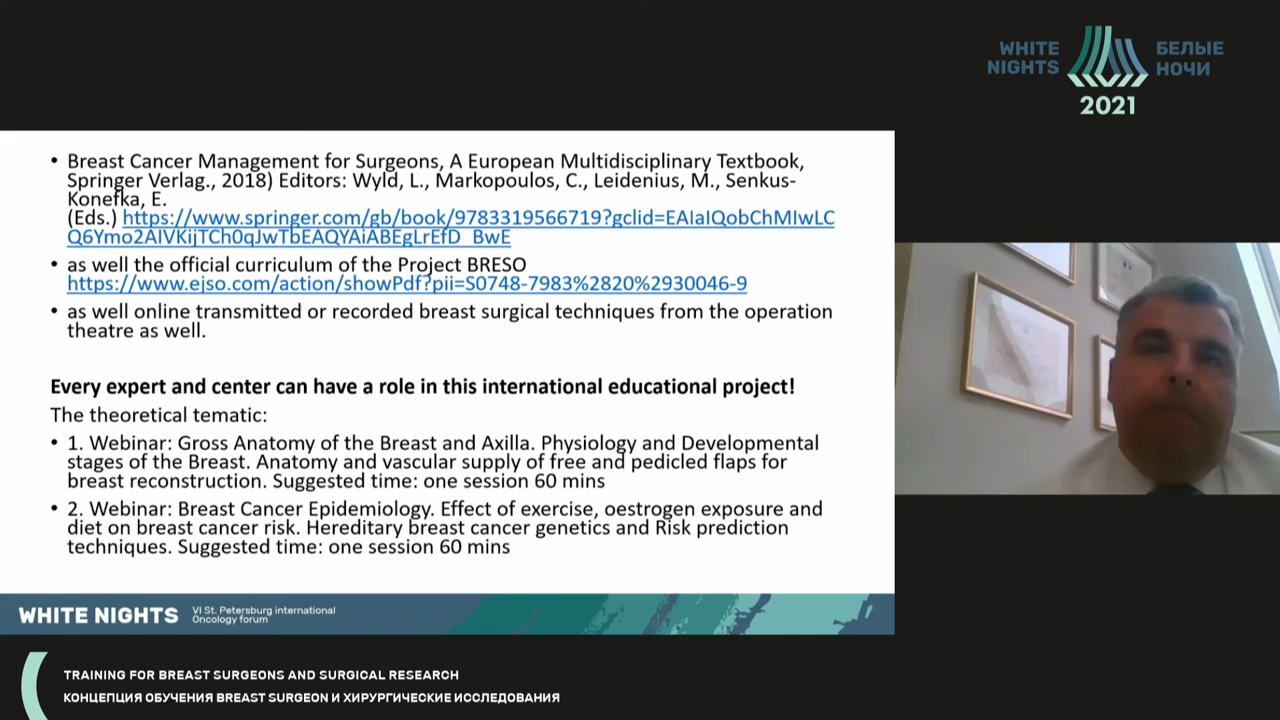 WHITE NIGHTS
БЕЛЫЕ НОЧИ
2021
• Breast Cancer Management for Surgeons, A European Multidisciplinary Textbook,
Springer Verlag., 2018) Editors: Wyld, L., Markopoulos, C., Leidenius, M., Senkus-
Konefka, E.
(Eds.) https://www.springer.com/gb/book/9783319566719?gclid=EAIaIQobChMIwLC
Q6Ymo2AIVKijTCh0qJwTbEAQYAiABEgLrEfD_BwE
• as well the official curriculum of the Project BRESO
https://www.ejso.com/action/showPdf?pii=S0748-7983%2820%2930046-9
• as well online transmitted or recorded breast surgical techniques from the operation
theatre as well.
Every expert and center can have a role in this international educational project!
The theoretical tematic:
• 1. Webinar: Gross Anatomy of the Breast and Axilla. Physiology and Developmental
stages of the Breast. Anatomy and vascular supply of free and pedicled flaps for
breast reconstruction. Suggested time: one session 60 mins
• 2. Webinar: Breast Cancer Epidemiology. Effect of exercise, oestrogen exposure and
diet on breast cancer risk. Hereditary breast cancer genetics and Risk prediction
techniques. Suggested time: one session 60 mins
WHITE NIGHTS
VI St. Petersburg international
Oncology forum
TRAINING FOR BREAST SURGEONS AND SURGICAL RESEARCH
КОНЦЕПЦИЯ ОБУЧЕНИЯ BREAST SURGEON И ХИРУРГИЧЕСКИЕ ИССЛЕДОВАНИЯ